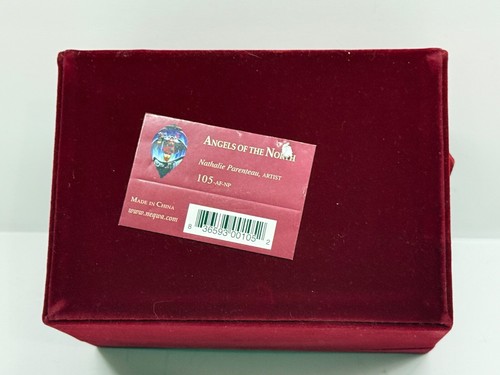 ANGELS OF THE NORTH
Nathalie Parenteau, ARTIST
105-AF-NP
MADE IN CHINA
www.neqwa.com
8 36593 00105 2